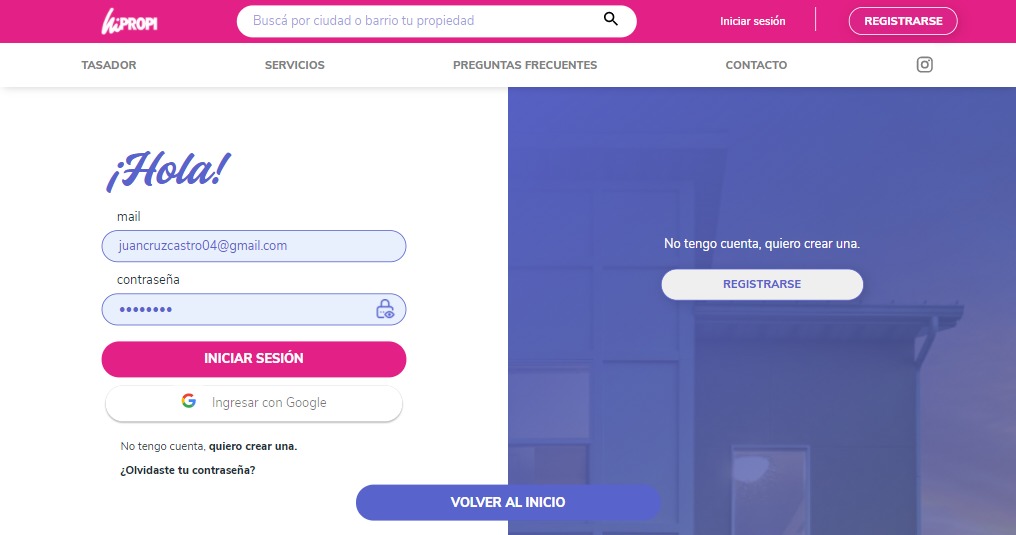 hiPROPI
Buscá por ciudad o barrio tu propiedad
Iniciar sesión
REGISTRARSE
TASADOR
SERVICIOS
PREGUNTAS FRECUENTES
CONTACTO
¡Hola!
mail
juancruzcastro04@gmail.com
contraseña
••••••••
INICIAR SESIÓN
Ingresar con Google
No tengo cuenta, quiero crear una.
¿Olvidaste tu contraseña?
No tengo cuenta, quiero crear una.
REGISTRARSE
VOLVER AL INICIO